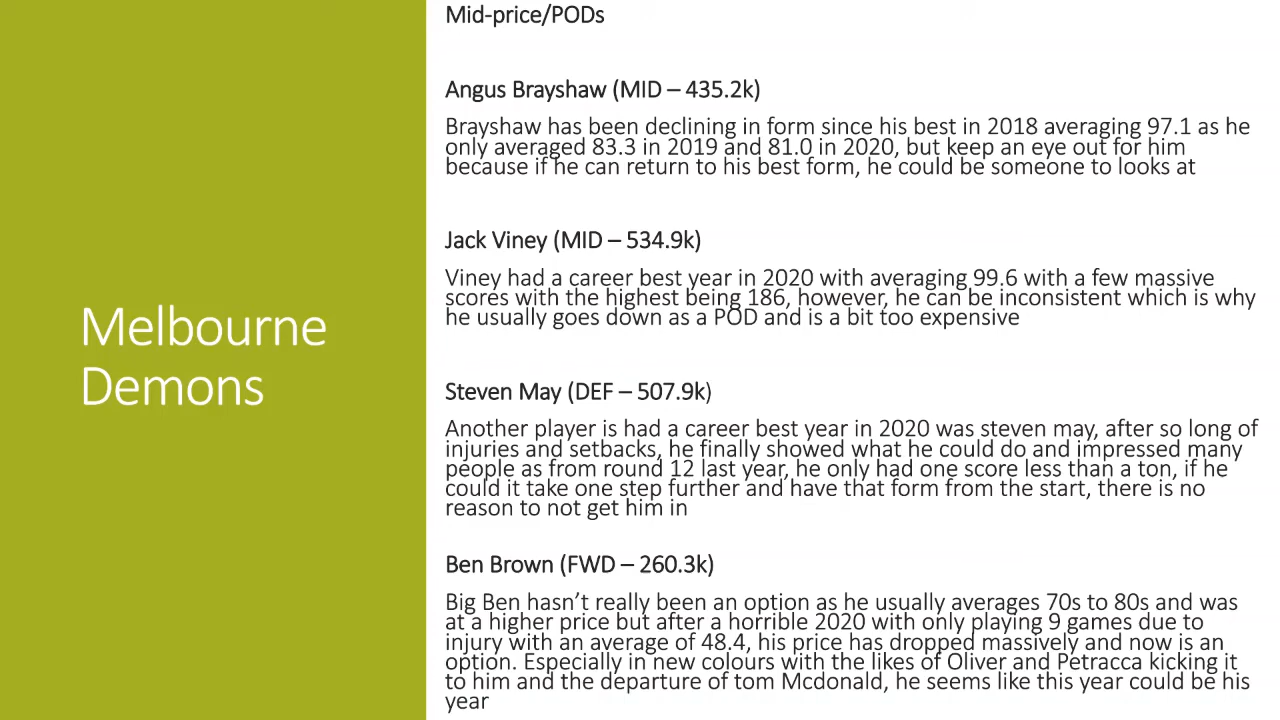 Melbourne
Demons
Mid-price/PODs
Angus Brayshaw (MID – 435.2k)
Brayshaw has been declining in form since his best in 2018 averaging 97.1 as he
only averaged 83.3 in 2019 and 81.0 in 2020, but keep an eye out for him
because if he can return to his best form, he could be someone to looks at
Jack Viney (MID – 534.9k)
Viney had a career best year in 2020 with averaging 99.6 with a few massive
scores with the highest being 186, however, he can be inconsistent which is why
he usually goes down as a POD and is a bit too expensive
Steven May (DEF – 507.9k)
Another player is had a career best year in 2020 was steven may, after so long of
injuries and setbacks, he finally showed what he could do and impressed many
people as from round 12 last year, he only had one score less than a ton, if he
could it take one step further and have that form from the start, there is no
reason to not get him in
Ben Brown (FWD – 260.3k)
Big Ben hasn’t really been an option as he usually averages 70s to 80s and was
at a higher price but after a horrible 2020 with only playing 9 games due to
injury with an average of 48.4, his price has dropped massively and now is an
option. Especially in new colours with the likes of Oliver and Petracca kicking it
to him and the departure of tom Mcdonald, he seems like this year could be his
year